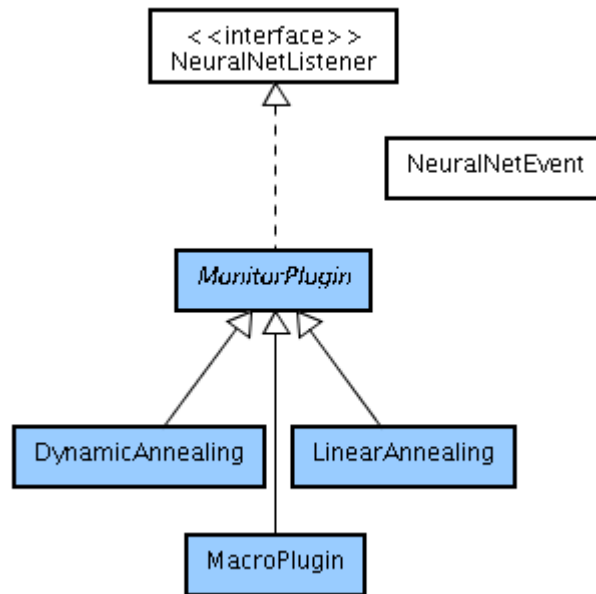 < <interface> >
NeuralNetListener
NeuralNetEvent
MonitorPlugin
DynamicAnnealing
LinearAnnealing
MacroPlugin